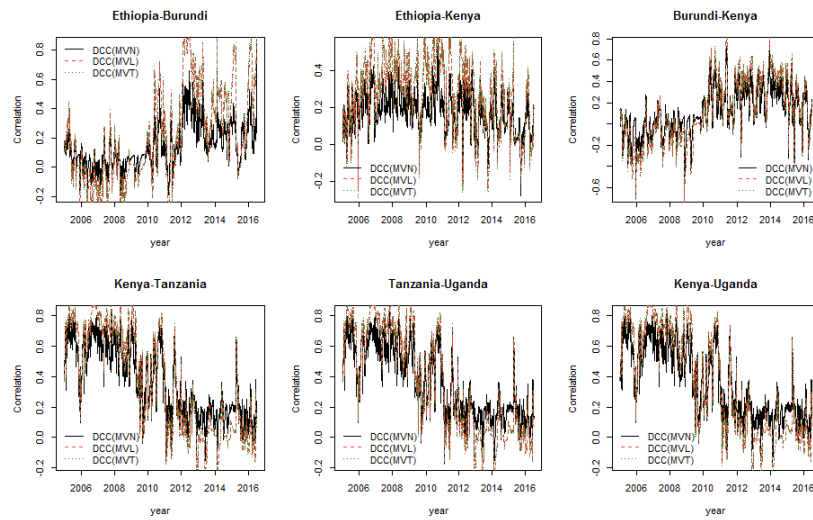 Ethiopia-Burundi
Correlation
0.8
0.6
0.4
0.2
0.0
-0.2
DCC(MVN)
DCC(MVL)
DCC(MVT)
2006 2008 2010 2012 2014 2016
year
Ethiopia-Kenya
Correlation
0.4
0.2
0.0
-0.2
DCC(MVN)
DCC(MVL)
DCC(MVT)
2006 2008 2010 2012 2014 2016
year
Burundi-Kenya
Correlation
0.8
0.6
0.2
-0.2
-0.6
DCC(MVN)
DCC(MVL)
DCC(MVT)
2006 2008 2010 2012 2014 2016
year
Kenya-Tanzania
Correlation
0.8
0.6
0.4
0.2
0.0
-0.2
DCC(MVN)
DCC(MVL)
DCC(MVT)
2006 2008 2010 2012 2014 2016
year
Tanzania-Uganda
Correlation
0.8
0.6
0.4
0.2
0.0
-0.2
DCC(MVN)
DCC(MVL)
DCC(MVT)
2006 2008 2010 2012 2014 2016
year
Kenya-Uganda
Correlation
0.8
0.6
0.4
0.2
0.0
-0.2
DCC(MVN)
DCC(MVL)
DCC(MVT)
2006 2008 2010 2012 2014 2016
year